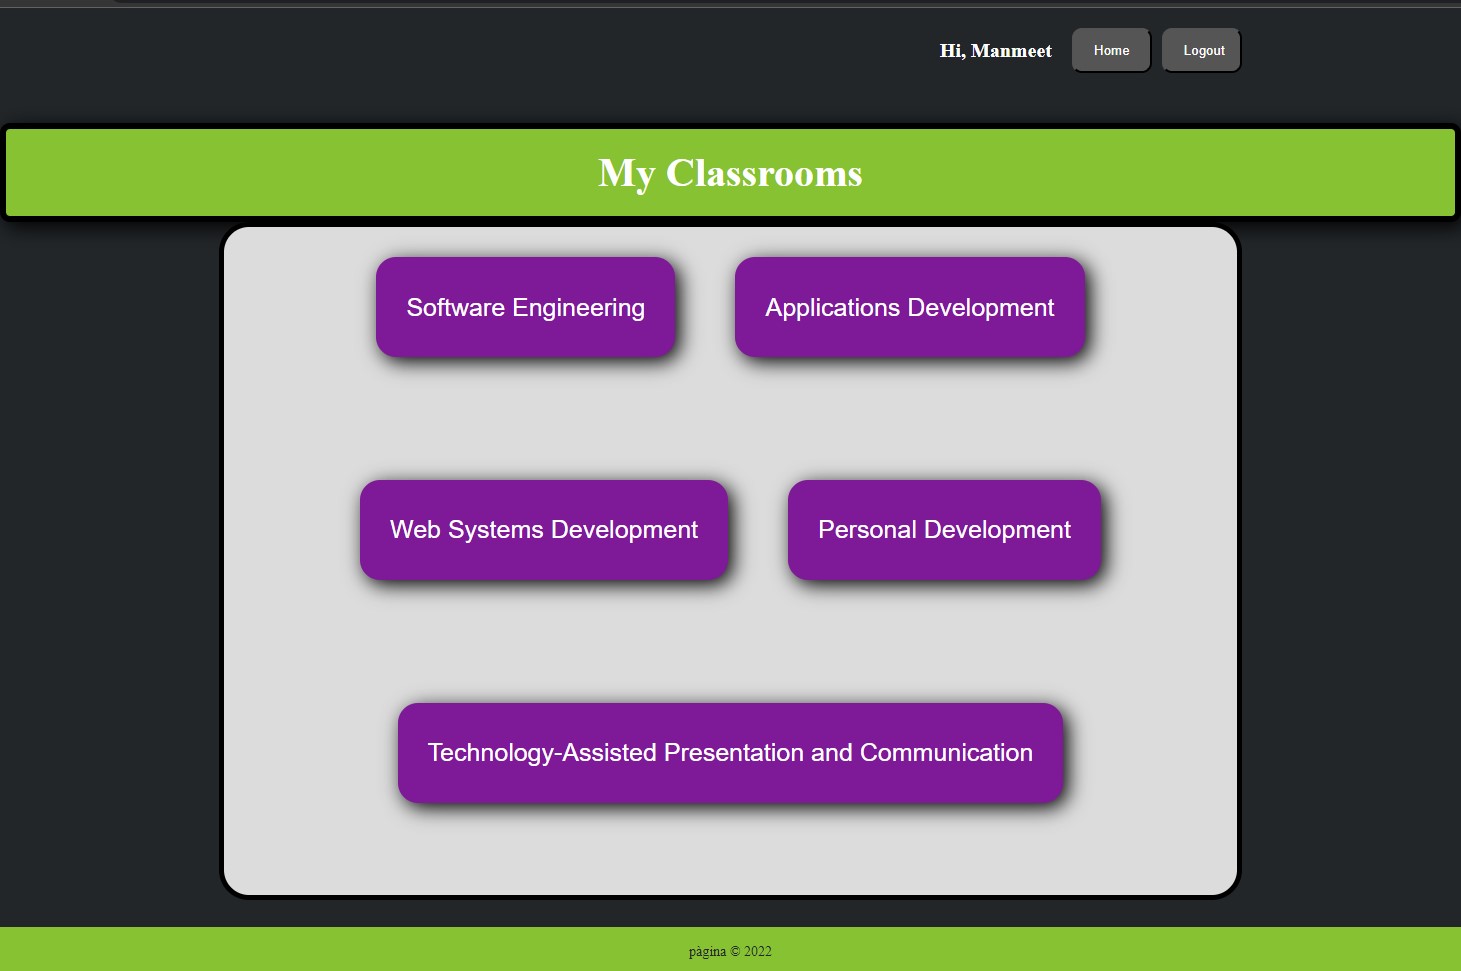 Hi, Manmeet
Home
Logout
My Classrooms
Software Engineering
Applications Development
Web Systems Development
Personal Development
Technology-Assisted Presentation and Communication
pàgina © 2022